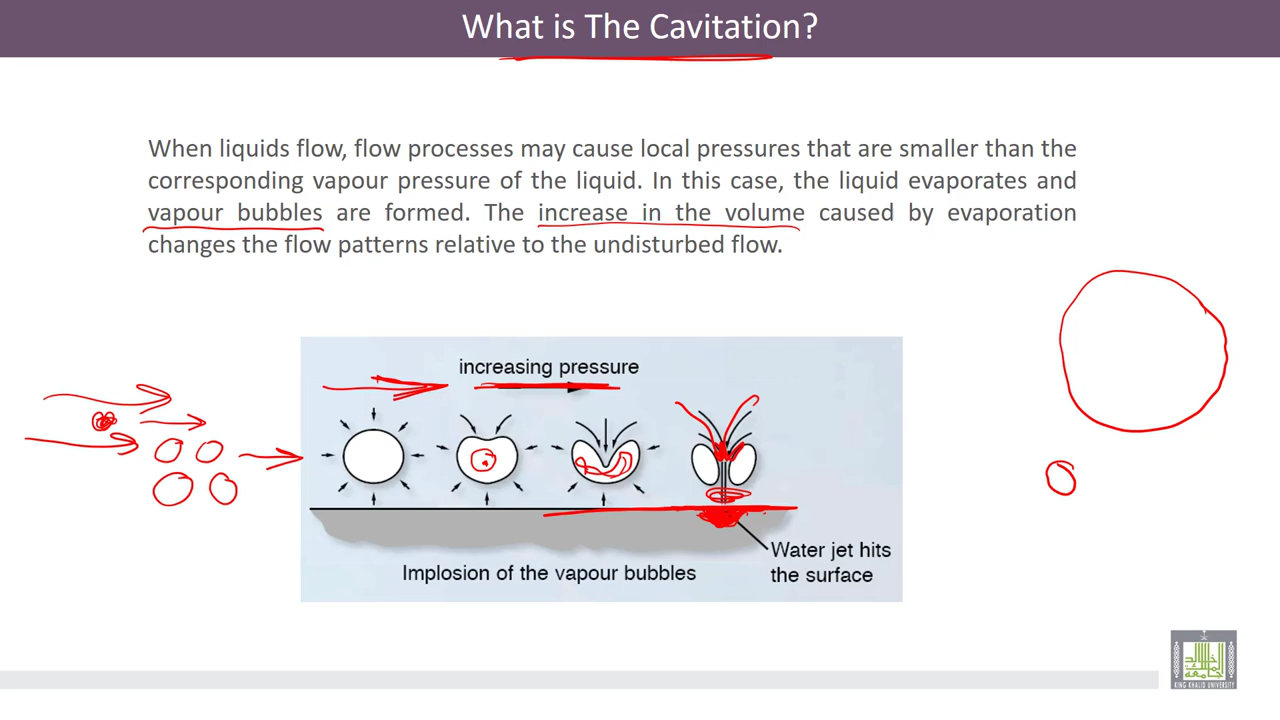 What is The Cavitation?
When liquids flow, flow processes may cause local pressures that are smaller than the
corresponding vapour pressure of the liquid. In this case, the liquid evaporates and
vapour bubbles are formed. The increase in the volume caused by evaporation
changes the flow patterns relative to the undisturbed flow.
increasing pressure
Water jet hits
the surface
Implosion of the vapour bubbles
KING KHALID UNIVERSITY